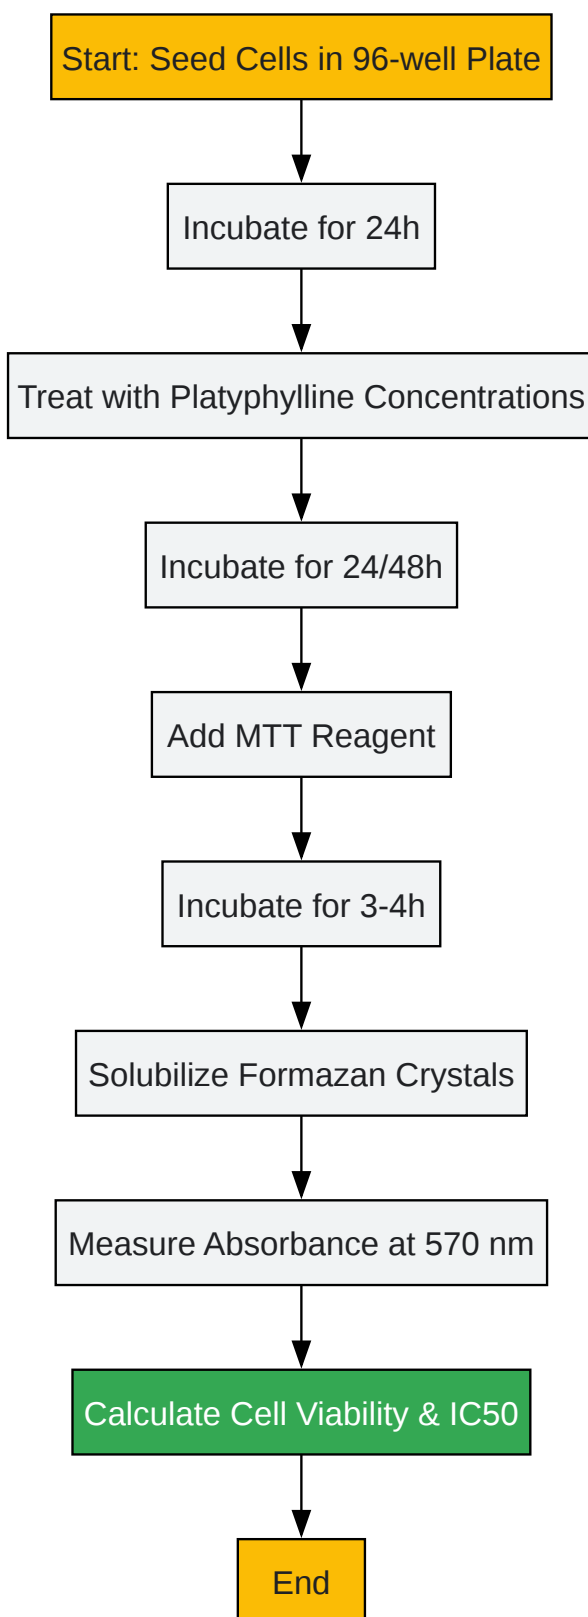 Start: Seed Cells in 96-well Plate
Incubate for 24h
Treat with Platyphylline Concentrations
Incubate for 24/48h
Add MTT Reagent
Incubate for 3-4h
Solubilize Formazan Crystals
Measure Absorbance at 570 nm
Calculate Cell Viability & IC50
End